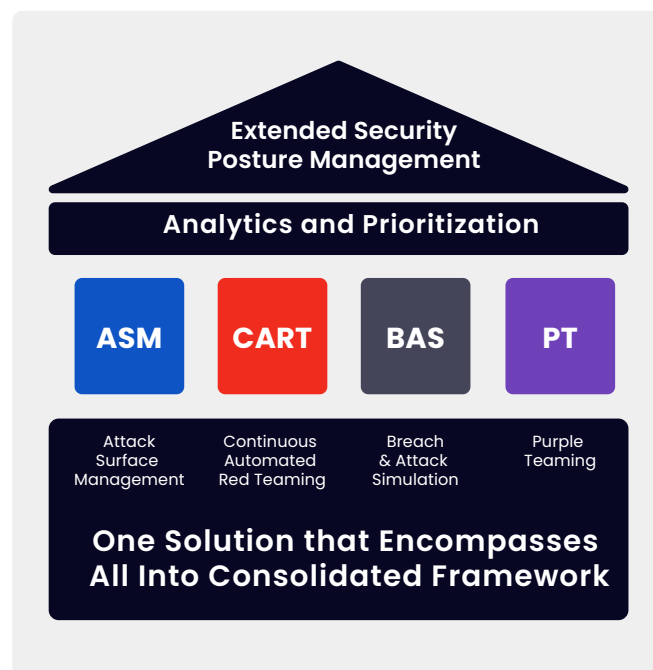 Extended Security
Posture Management
Analytics and Prioritization
ASM
CART
BAS
PT
Attack
Surface
Management
Continuous
Automated
Red Teaming
Breach
& Attack
Simulation
Purple
Teaming
One Solution that Encompasses
All Into Consolidated Framework